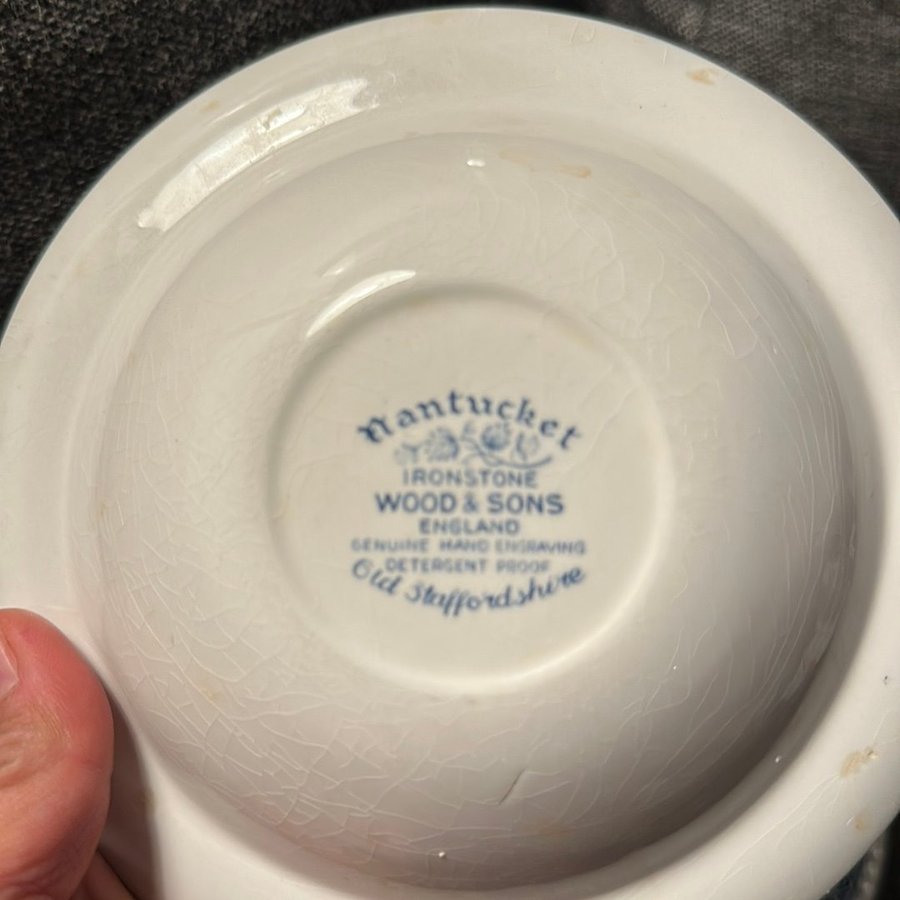 Nantucket
IRONSTONE
WOOD & SONS
ENGLAND
GENUINE HAND ENGRAVING
DETERGENT PROOF
Old Staffordshire